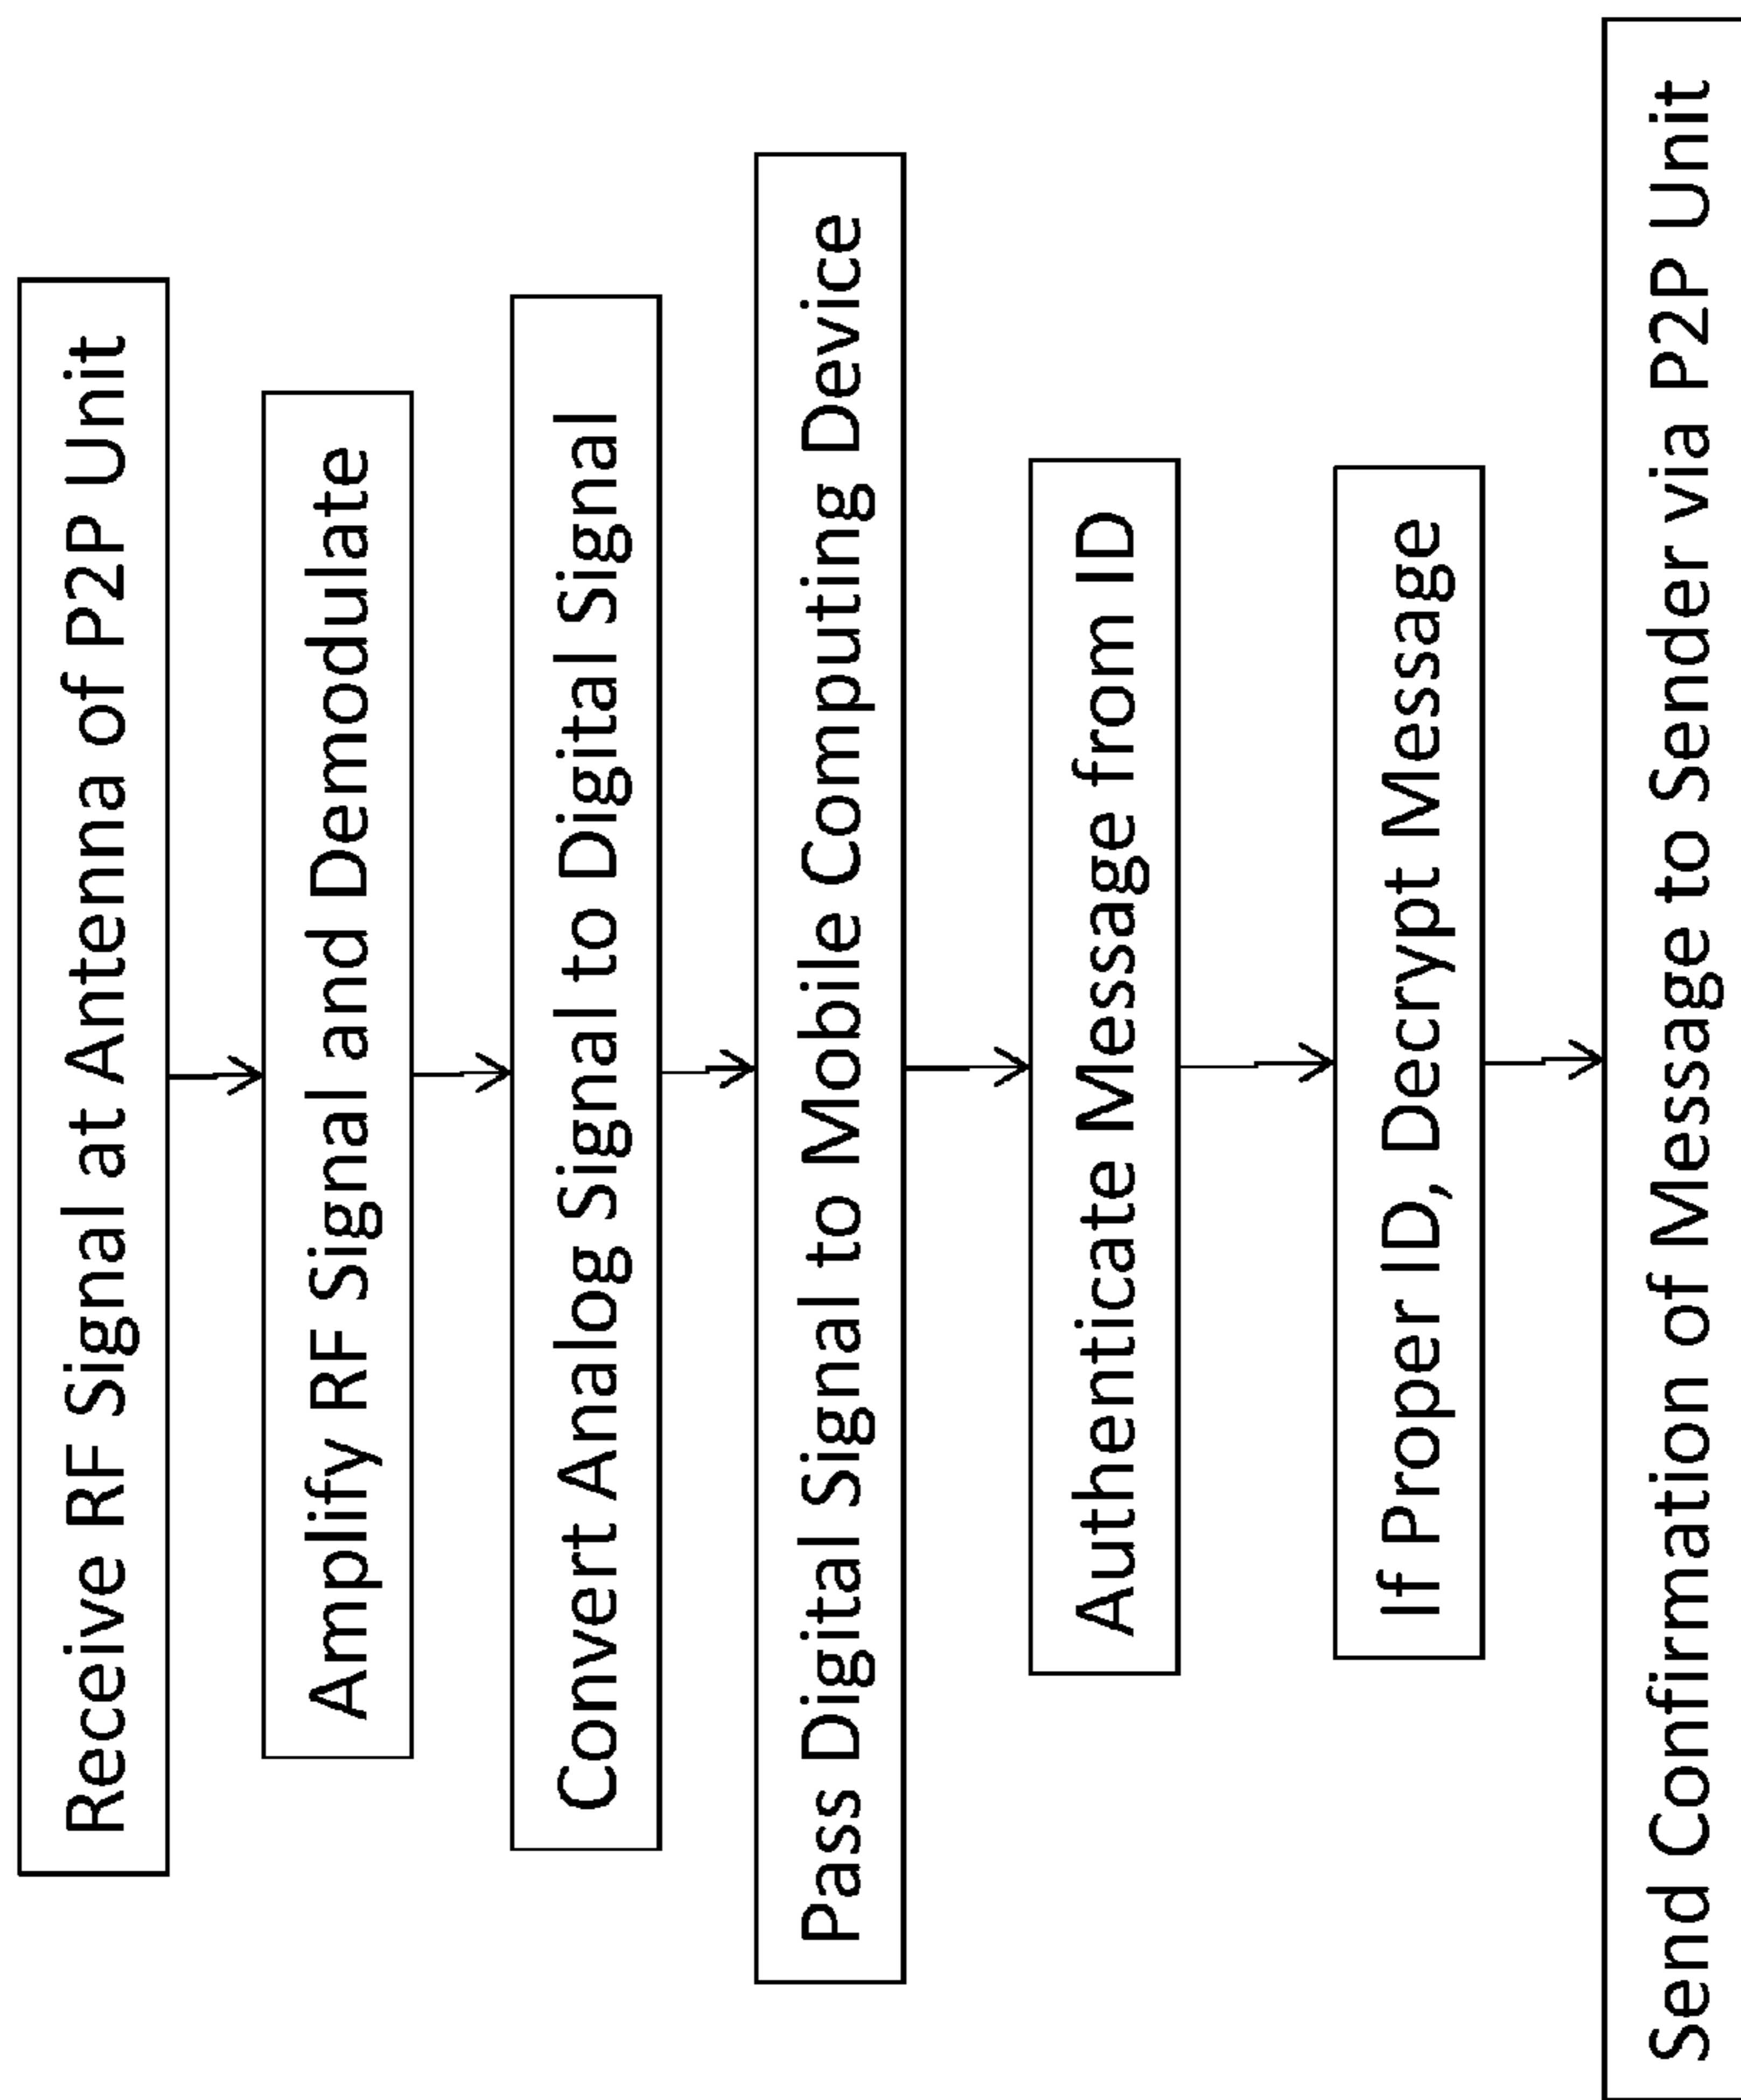 Receive RF Signal at Antenna of P2P Unit
Amplify RF Signal and Demodulate
Convert Analog Signal to Digital Signal
Pass Digital Signal to Mobile Computing Device
Authenticate Message from ID
If Proper ID, Decrypt Message
Send Confirmation of Message to Sender via P2P Unit